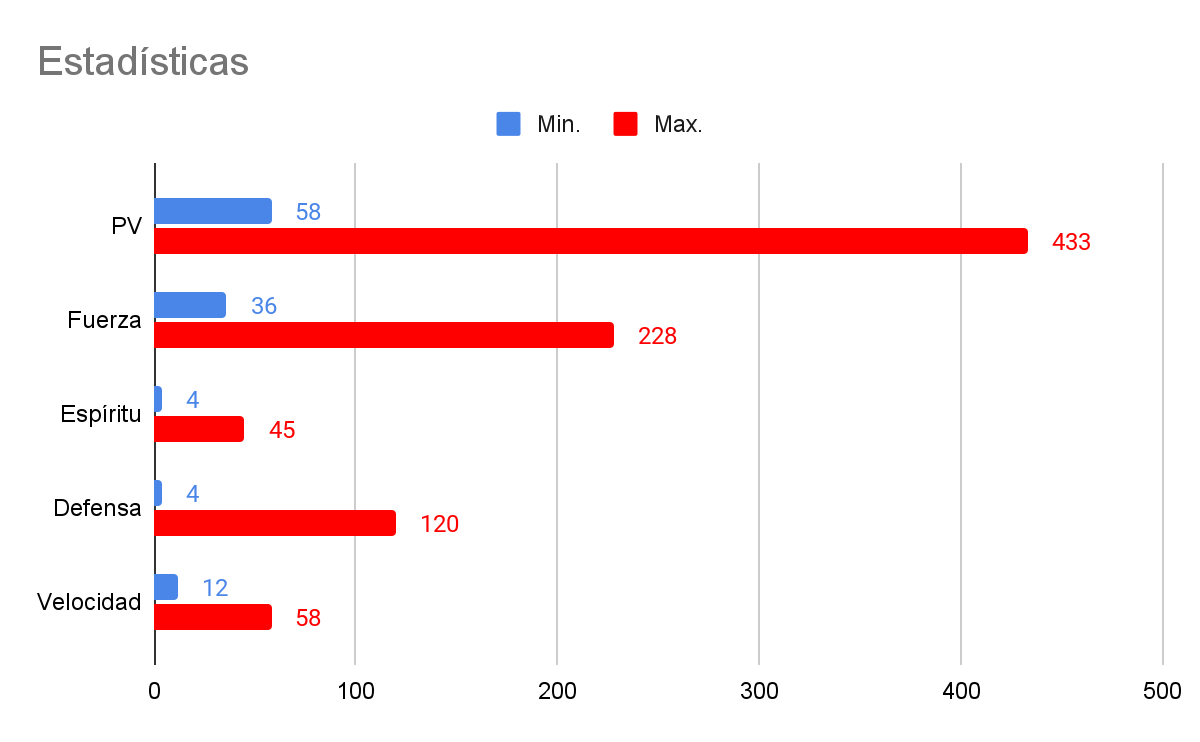 Estadísticas
Min. Max.
PV 58
433
Fuerza 36
228
Espíritu 4
45
Defensa 4
120
Velocidad 12
58
0 100 200 300 400 500